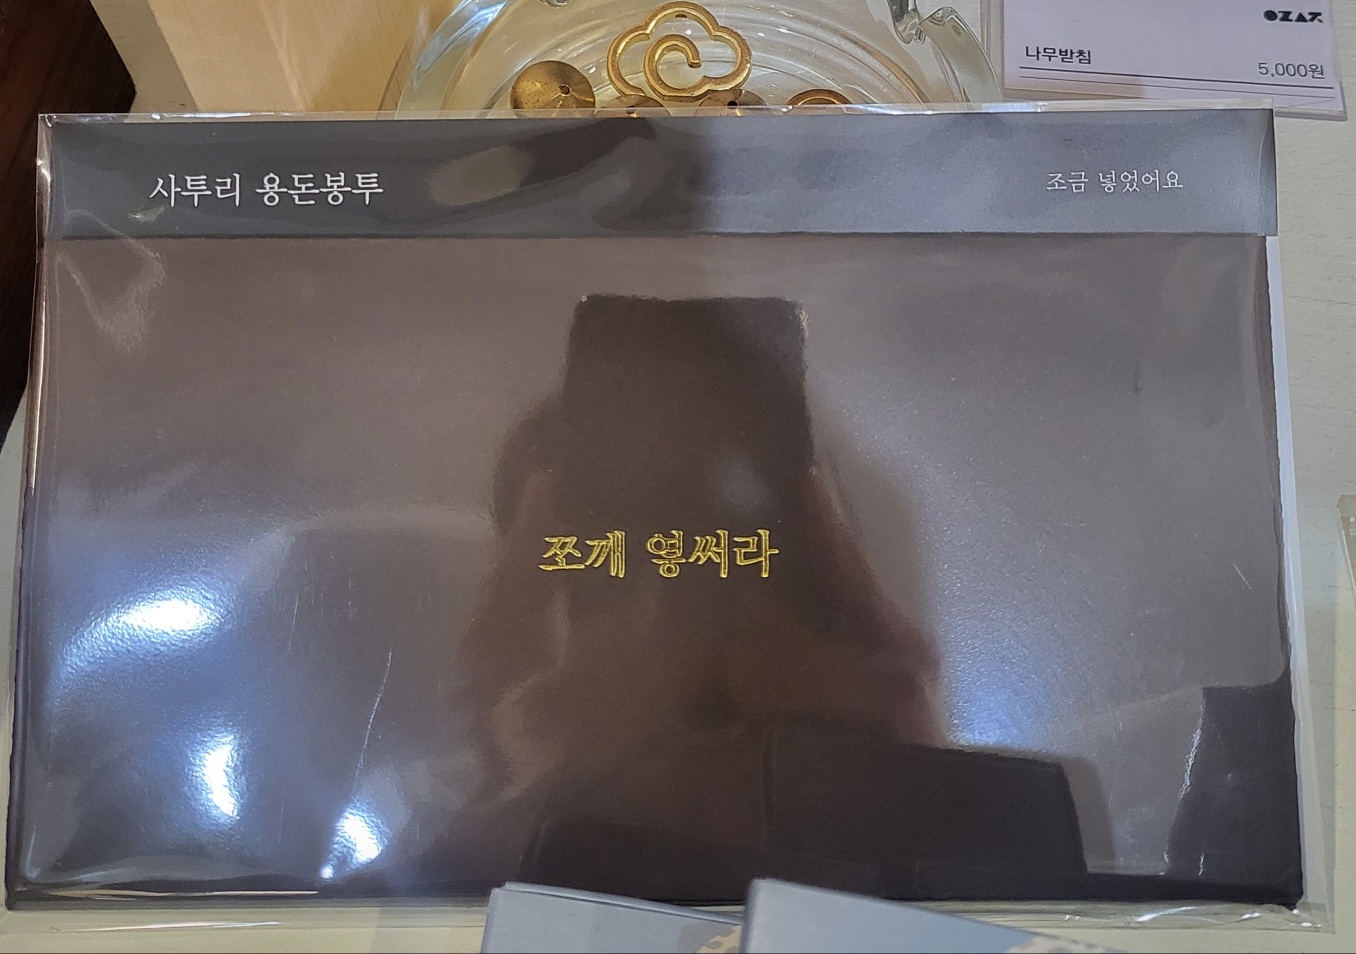 OZAK
나무받침
5,000원
사투리 용돈봉투
조금 넣었어요
쪼깨 영써라